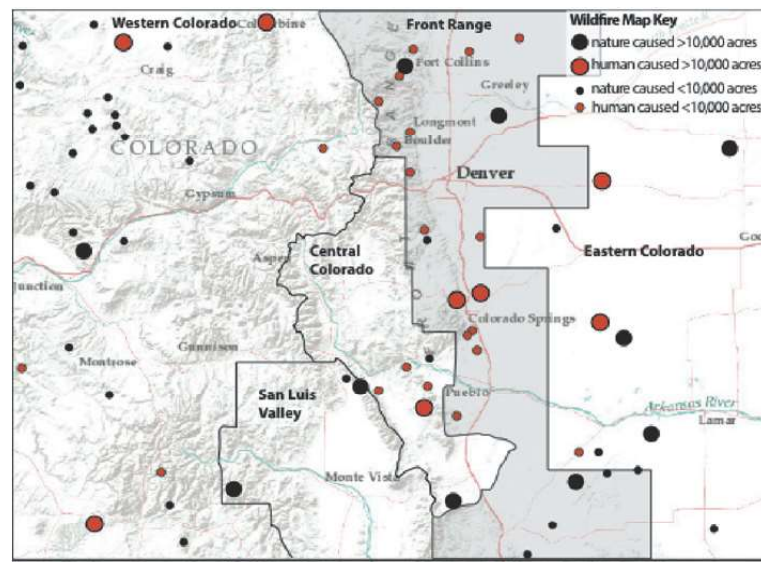 Western Colorado
Columbine
Front Range
Wildfire Map Key
nature caused >10,000 acres
human caused >10,000 acres
nature caused <10,000 acres
human caused <10,000 acres
Craig
Fort Collins
Greeley
Longmont
Boulder
COLORADO
Denver
Gypsum
Central
Colorado
Eastern Colorado
Goo
Aspen
Junction
Colorado Springs
Montrose
Gunnison
San Luis
Valley
Pueblo
Arkansas River
Lamar
Monte Vista